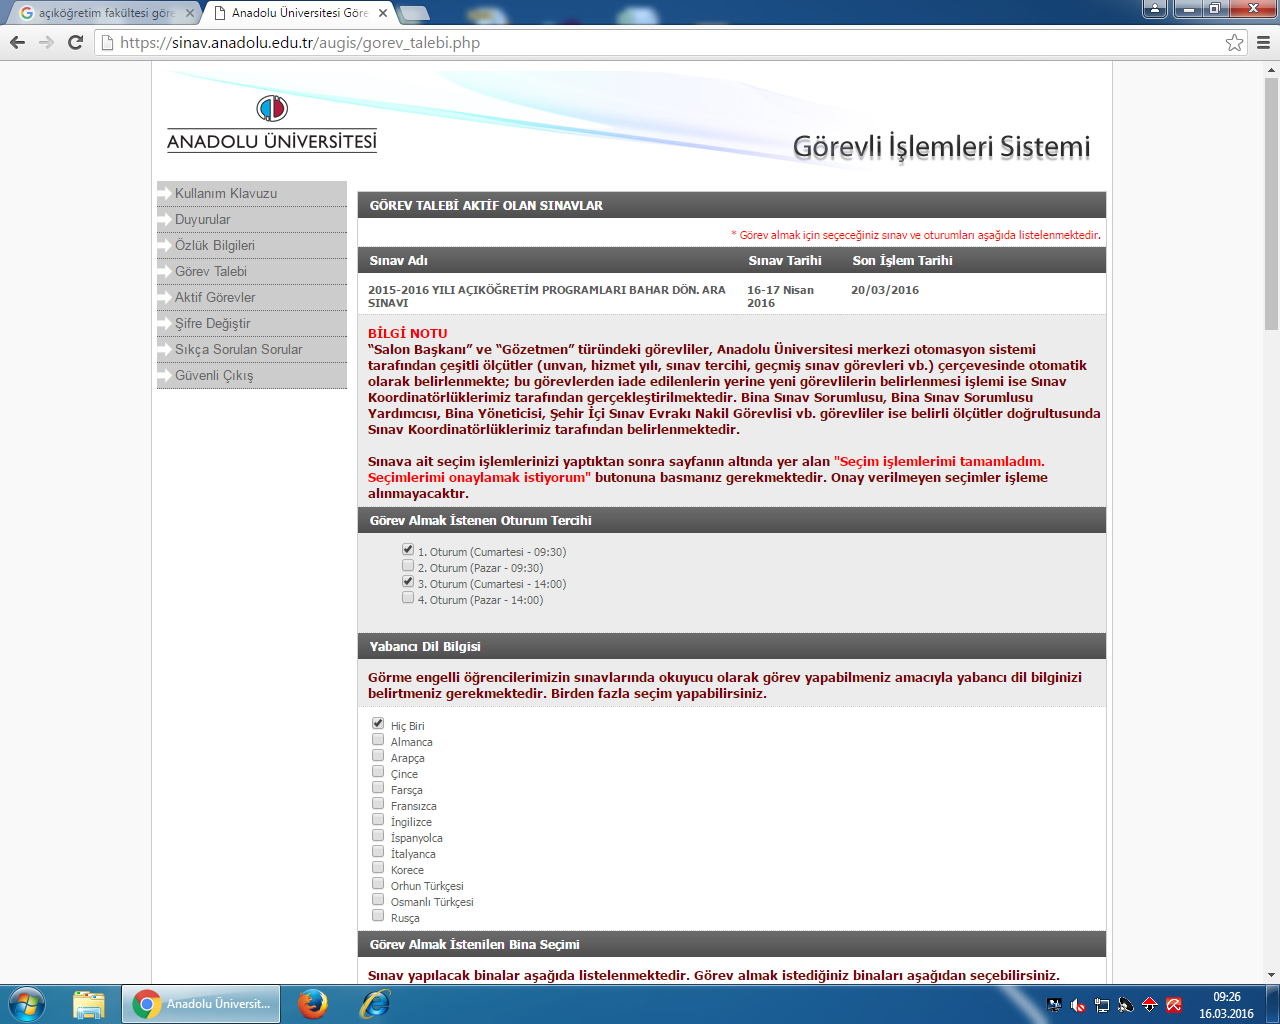 açıköğretim fakültesi göre
Anadolu Üniversitesi Göre
https://sinav.anadolu.edu.tr/augis/gorev_talebi.php
ANADOLU ÜNİVERSİTESİ
Görevli İşlemleri Sistemi
Kullanım Klavuzu
Duyurular
Özlük Bilgileri
Görev Talebi
Aktif Görevler
Şifre Değiştir
Sıkça Sorulan Sorular
Güvenli Çıkış
GÖREV TALEBİ AKTİF OLAN SINAVLAR
* Görev almak için seçeceğiniz sınav ve oturumları aşağıda listelenmektedir.
Sınav Adı Sınav Tarihi Son İşlem Tarihi
2015-2016 YILI AÇIKÖĞRETİM PROGRAMLARI BAHAR DÖN. ARA 16-17 Nisan 20/03/2016
SINAVI 2016
BİLGİ NOTU
“Salon Başkanı” ve “Gözetmen” türündeki görevliler, Anadolu Üniversitesi merkezi otomasyon sistemi
tarafından çeşitli ölçütler (unvan, hizmet yılı, sınav tercihi, geçmiş sınav görevleri vb.) çerçevesinde otomatik
olarak belirlenmekte; bu görevlerden iade edilenlerin yerine yeni görevlilerin belirlenmesi işlemi ise Sınav
Koordinatörlüklerimiz tarafından gerçekleştirilmektedir. Bina Sınav Sorumlusu, Bina Sınav Sorumlusu
Yardımcısı, Bina Yöneticisi, Şehir İçi Sınav Evrakı Nakil Görevlisi vb. görevliler ise belirli ölçütler doğrultusunda
Sınav Koordinatörlüklerimiz tarafından belirlenmektedir.
Sınava ait seçim işlemlerinizi yaptıktan sonra sayfanın altında yer alan "Seçim işlemlerimi tamamladım.
Seçimlerimi onaylamak istiyorum" butonuna basmanız gerekmektedir. Onay verilmeyen seçimler işleme
alınmayacaktır.
Görev Almak İstenen Oturum Tercihi
1. Oturum (Cumartesi - 09:30)
2. Oturum (Pazar - 09:30)
3. Oturum (Cumartesi - 14:00)
4. Oturum (Pazar - 14:00)
Yabancı Dil Bilgisi
Görme engelli öğrencilerimizin sınavlarında okuyucu olarak görev yapabilmeniz amacıyla yabancı dil bilginizi
belirtmeniz gerekmektedir. Birden fazla seçim yapabilirsiniz.
Hiç Biri
Almanca
Arapça
Çince
Farsça
Fransızca
İngilizce
İspanyolca
İtalyanca
Korece
Orhun Türkçesi
Osmanlı Türkçesi
Rusça
Görev Almak İstenilen Bina Seçimi
Sınav yapılacak binalar aşağıda listelenmektedir. Görev almak istediğiniz binaları aşağıdan seçebilirsiniz.
Anadolu Üniversit...
09:26
16.03.2016